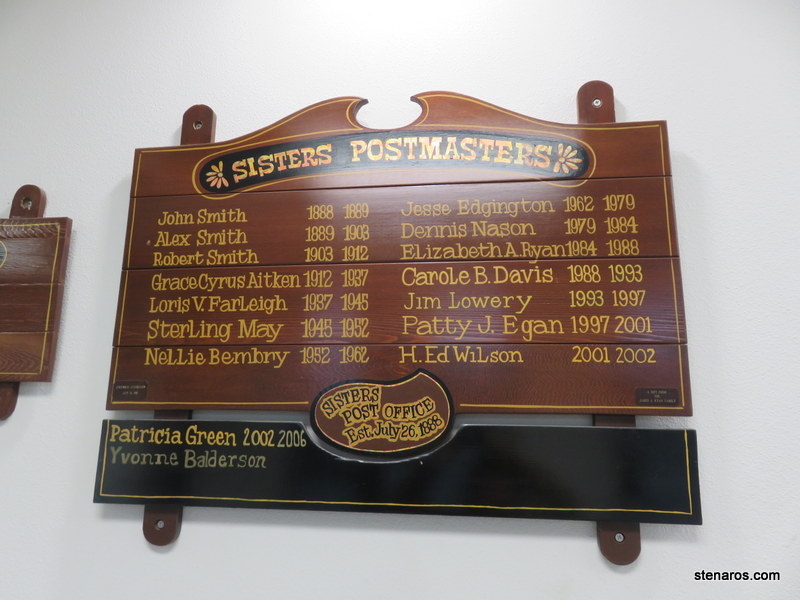 SISTERS POSTMASTERS
John Smith 1888 1889
Alex Smith 1889 1903
Robert Smith 1903 1912
Grace Cyrus Aitken 1912 1937
Loris V. Farleigh 1937 1945
Sterling May 1945 1952
Nellie Bembry 1952 1962
Jesse Edgington 1962 1979
Dennis Nason 1979 1984
Elizabeth A. Ryan 1984 1988
Carole B. Davis 1988 1993
Jim Lowery 1993 1997
Patty J. Egan 1997 2001
H. Ed Wilson 2001 2002
SISTERS
POST OFFICE
Est. July 26, 1888
Patricia Green 2002 2006
Yvonne Balderson
stenaros.com